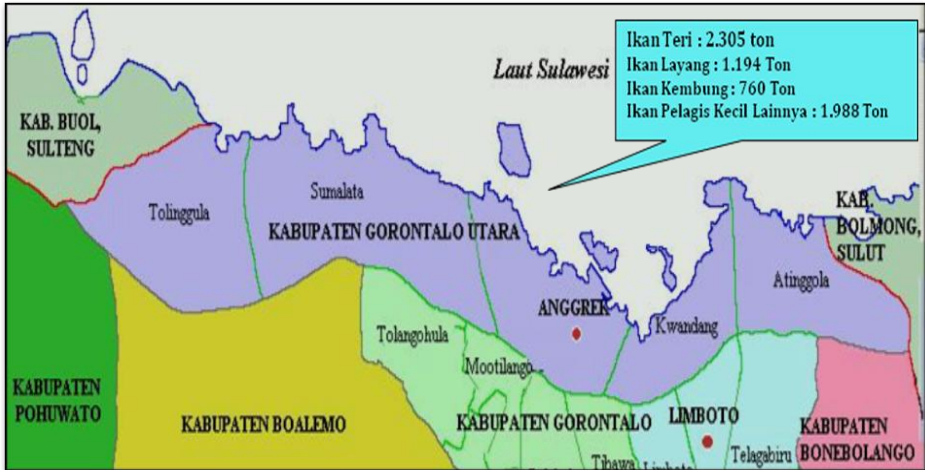 Ikan Teri : 2.305 ton
Ikan Layang : 1.194 Ton
Ikan Kembung : 760 Ton
Ikan Pelagis Kecil Lainnya : 1.988 Ton
Laut Sulawesi
KAB. BUOL,
SULTENG
Tolinggula
Sumalata
KABUPATEN GORONTALO UTARA
KAB.
BOLMONG,
SULUT
Atinggola
ANGGREK
Kwandang
Tolangohula
Mootilango
KABUPATEN
POHUWATO
KABUPATEN BOALEMO
KABUPATEN GORONTALO
LIMBOTO
KABUPATEN
BONEBOLANGO
Telagabiru
Tibawa